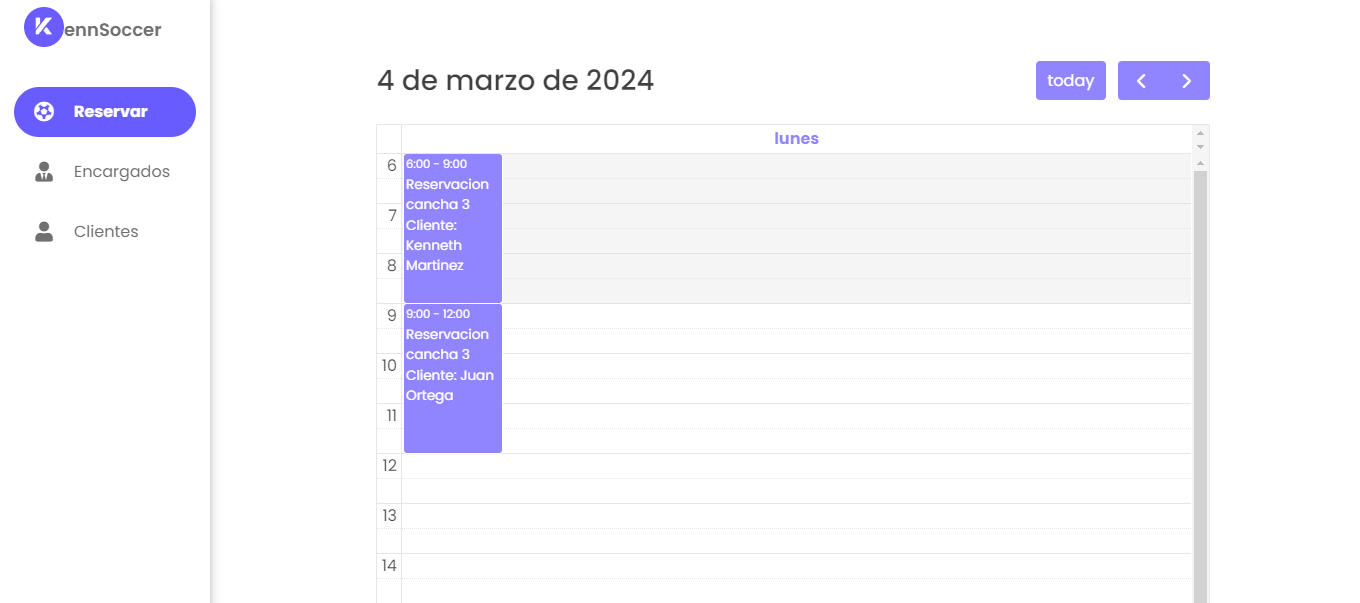 KennSoccer
Reservar
Encargados
Clientes
4 de marzo de 2024
today
lunes
6
7
8
9
10
11
12
13
14
6:00 - 9:00
Reservacion
cancha 3
Cliente:
Kenneth
Martinez
9:00 - 12:00
Reservacion
cancha 3
Cliente: Juan
Ortega